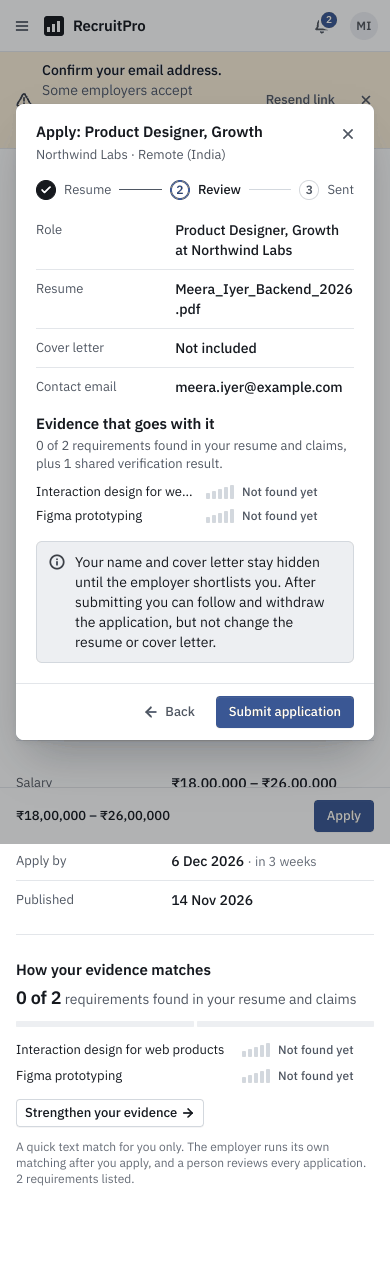 RecruitPro
2
MI
Confirm your email address.
Some employers accept
Resend link
Apply: Product Designer, Growth
Northwind Labs · Remote (India)
Resume
2
Review
3
Sent
Role
Product Designer, Growth
at Northwind Labs
Resume
Meera_Iyer_Backend_2026
.pdf
Cover letter
Not included
Contact email
meera.iyer@example.com
Evidence that goes with it
0 of 2 requirements found in your resume and claims,
plus 1 shared verification result.
Interaction design for we...
Not found yet
Figma prototyping
Not found yet
Your name and cover letter stay hidden
until the employer shortlists you. After
submitting you can follow and withdraw
the application, but not change the
resume or cover letter.
Back
Submit application
Salary
₹18,00,000 – ₹26,00,000
₹18,00,000 – ₹26,00,000
Apply
Apply by
6 Dec 2026 · in 3 weeks
Published
14 Nov 2026
How your evidence matches
0 of 2 requirements found in your resume and claims
Interaction design for web products
Not found yet
Figma prototyping
Not found yet
Strengthen your evidence →
A quick text match for you only. The employer runs its own
matching after you apply, and a person reviews every application.
2 requirements listed.